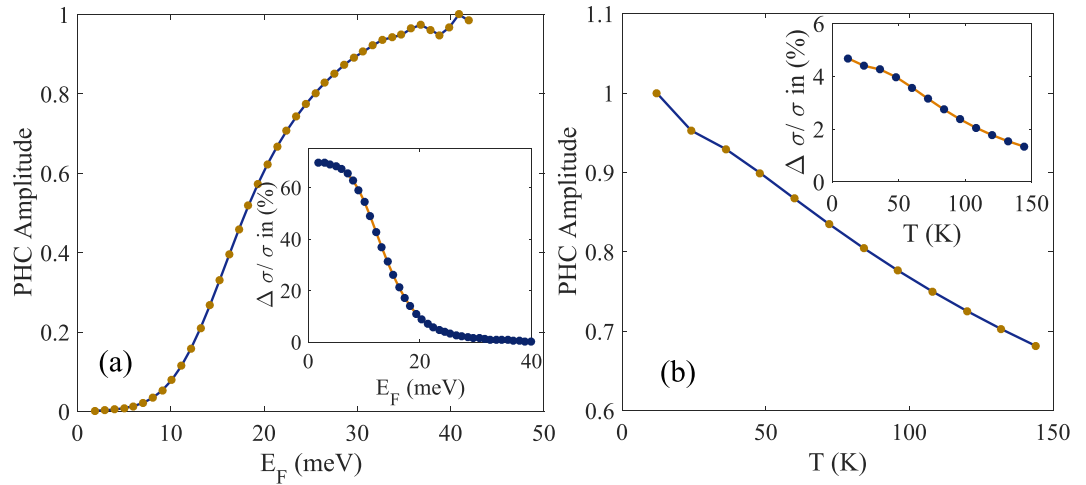 1
0.8
0.6
0.4
0.2
0
PHC Amplitude
0 10 20 30 40 50
E_F (meV)
(a)
60
40
20
0
Δ σ/ σ in (%)
0 20 40
E_F (meV)
1.1
1
0.9
0.8
0.7
0.6
PHC Amplitude
0 50 100 150
T (K)
(b)
6
4
2
0
Δ σ/ σ in (%)
0 50 100 150
T (K)